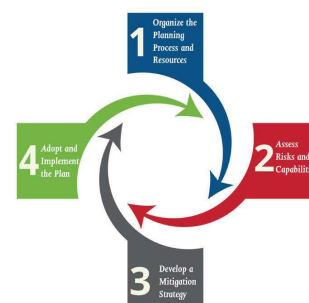 1
Organize the
Planning
Process and
Resources
2
Assess
Risks and
Capabiliti
3
Develop a
Mitigation
Strategy
4
Adopt and
Implement
the Plan